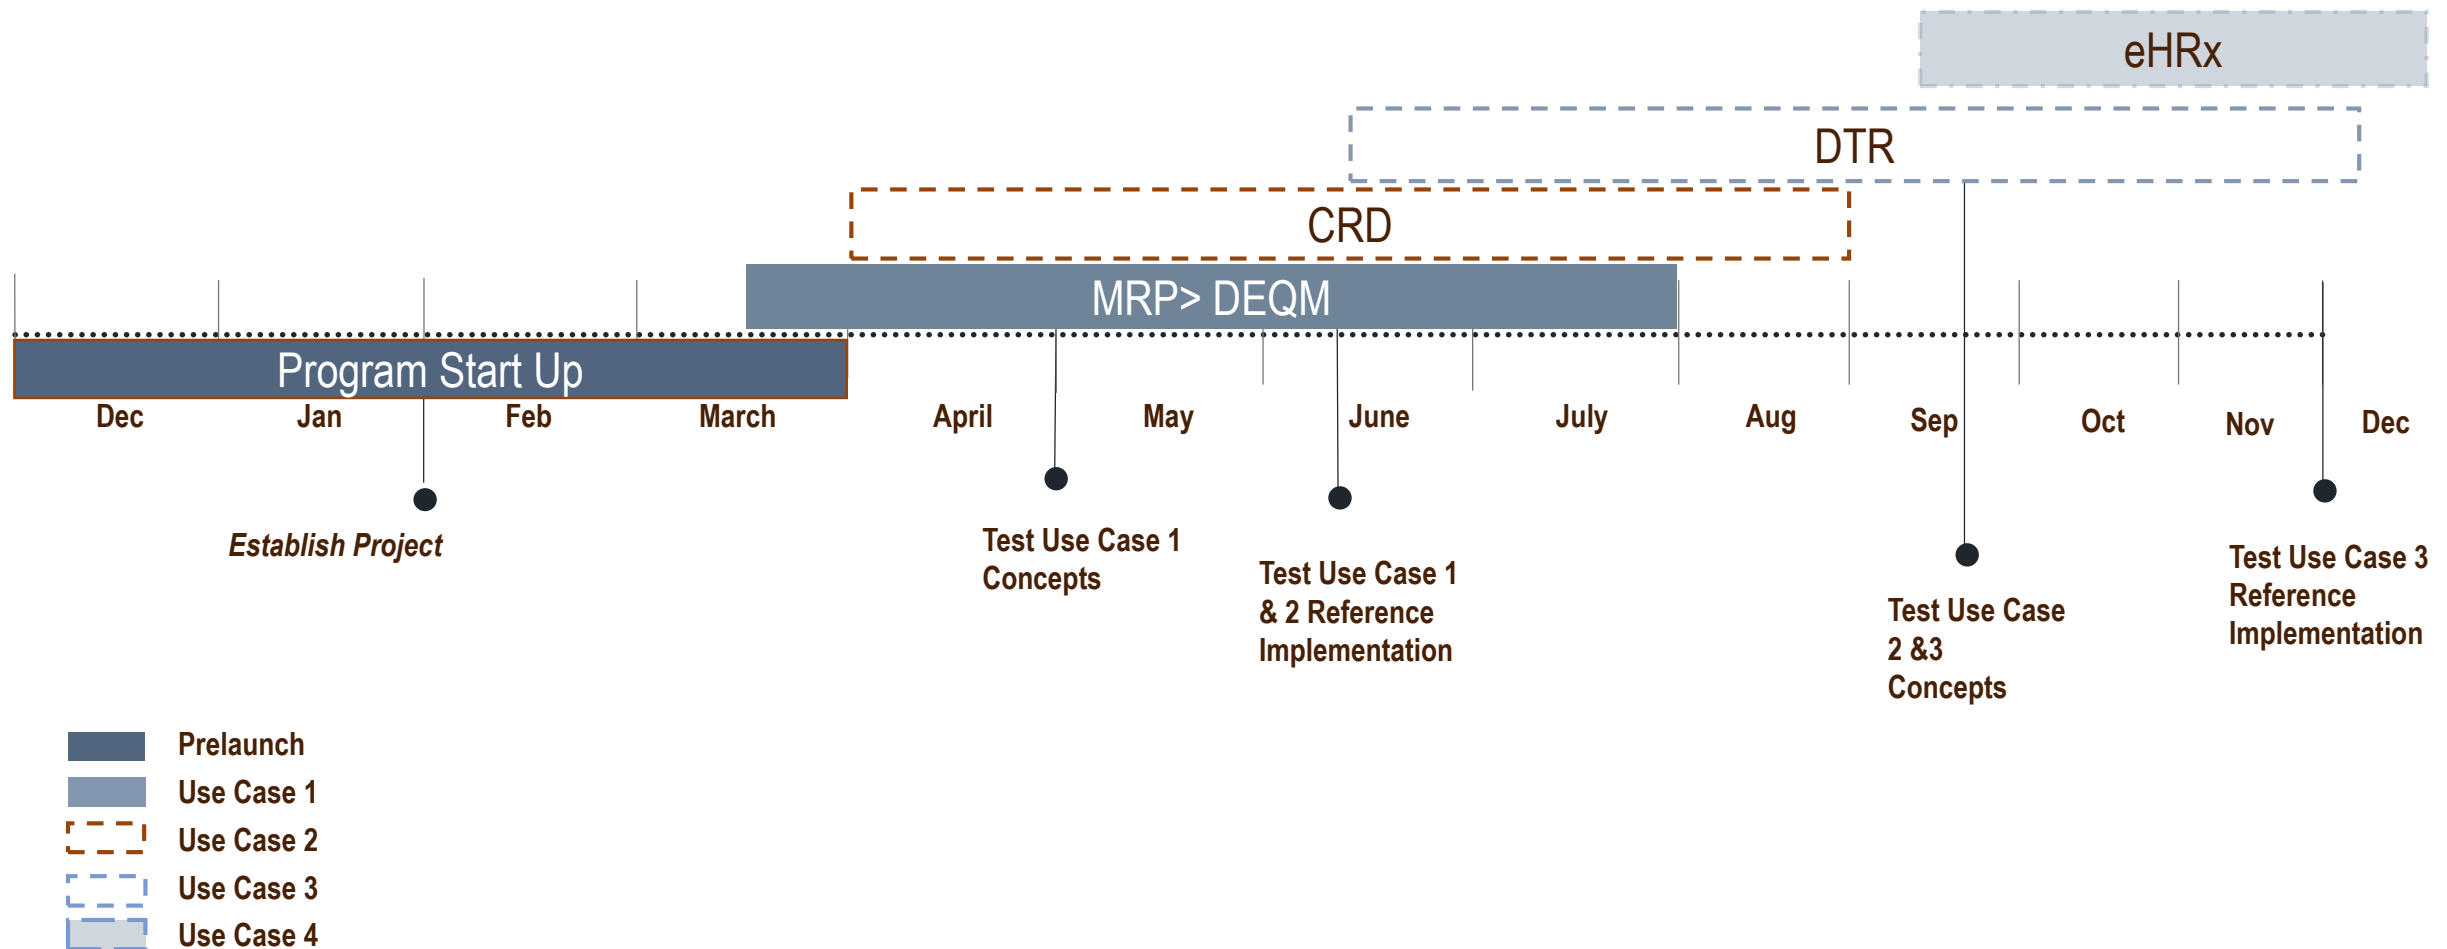 eHRx
DTR
CRD
MRP> DEQM
Program Start Up
Dec
Jan
Feb
March
April
May
June
July
Aug
Sep
Oct
Nov
Dec
Establish Project
Test Use Case 1
Concepts
Test Use Case 1
& 2 Reference
Implementation
Test Use Case
2 &3
Concepts
Test Use Case 3
Reference
Implementation
Prelaunch
Use Case 1
Use Case 2
Use Case 3
Use Case 4